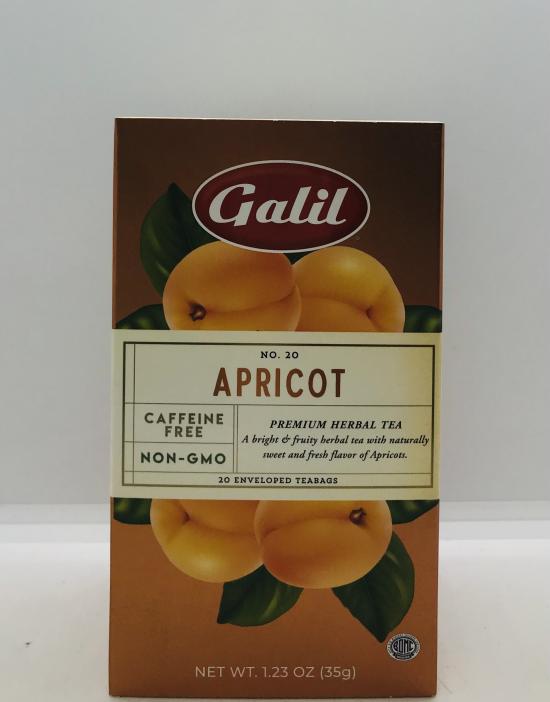 Galil
NO. 20
APRICOT
CAFFEINE
FREE
NON-GMO
PREMIUM HERBAL TEA
A bright & fruity herbal tea with naturally
sweet and fresh flavor of Apricots.
20 ENVELOPED TEABAGS
NET WT. 1.23 OZ (35g)